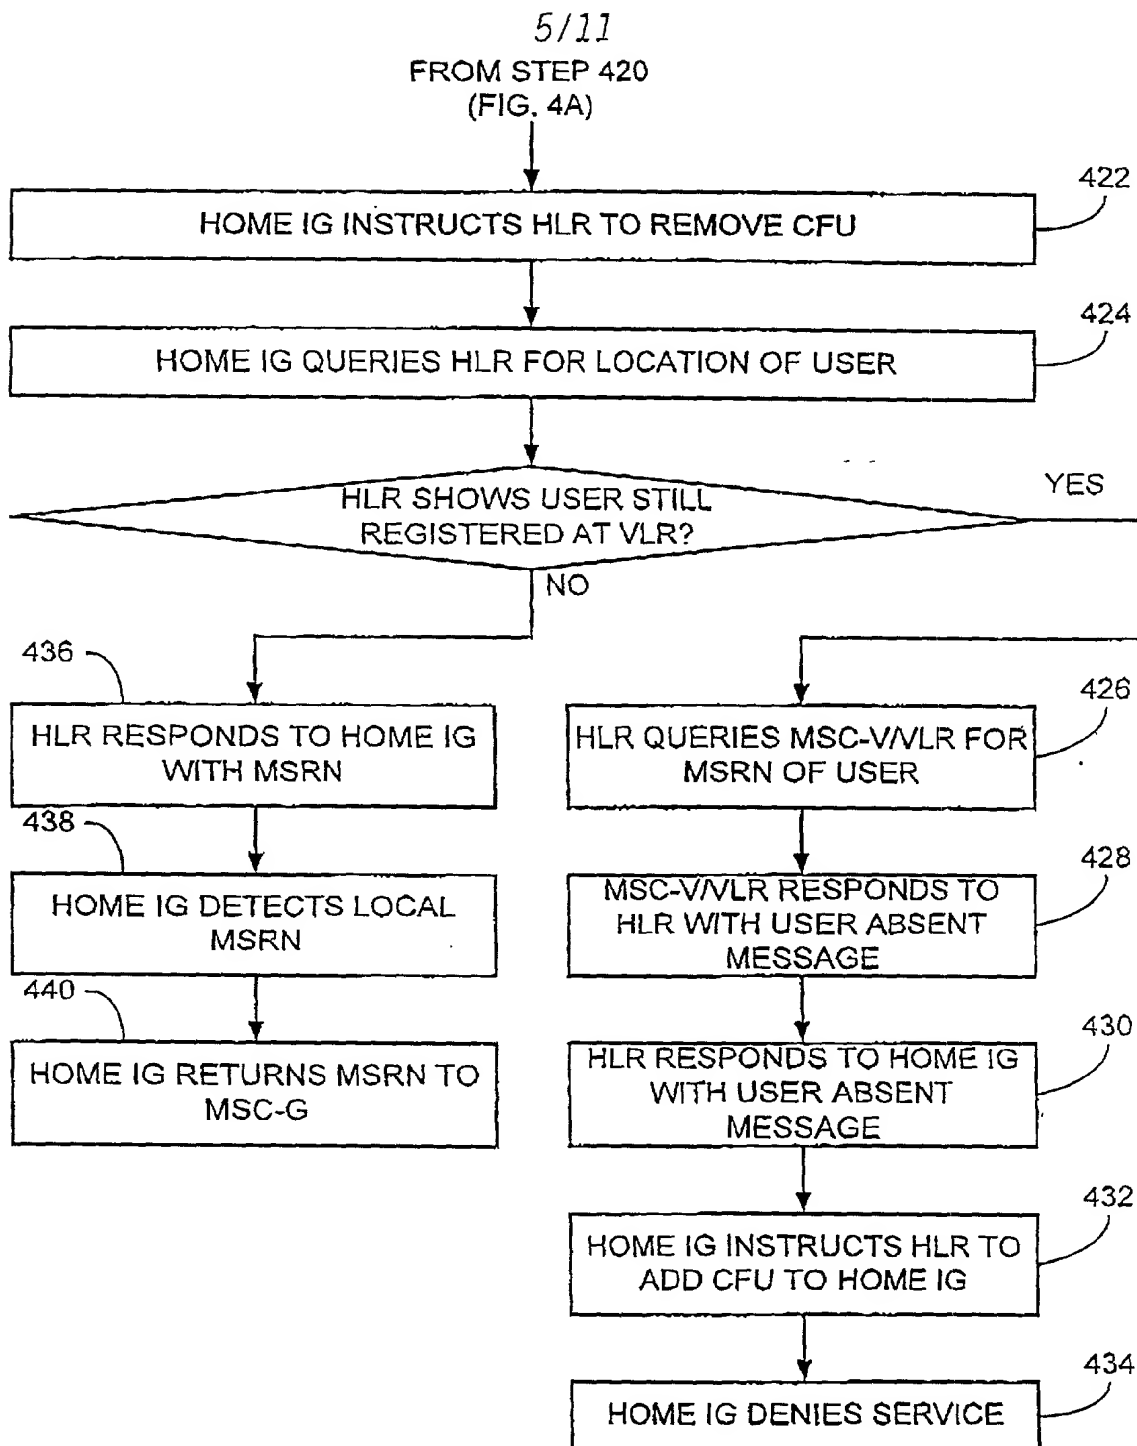 5/11
FROM STEP 420
(FIG. 4A)
422
HOME IG INSTRUCTS HLR TO REMOVE CFU
424
HOME IG QUERIES HLR FOR LOCATION OF USER
HLR SHOWS USER STILL
REGISTERED AT VLR?
YES
NO
436
HLR RESPONDS TO HOME IG
WITH MSRN
438
HOME IG DETECTS LOCAL
MSRN
440
HOME IG RETURNS MSRN TO
MSC-G
426
HLR QUERIES MSC-V/VLR FOR
MSRN OF USER
428
MSC-V/VLR RESPONDS TO
HLR WITH USER ABSENT
MESSAGE
430
HLR RESPONDS TO HOME IG
WITH USER ABSENT
MESSAGE
432
HOME IG INSTRUCTS HLR TO
ADD CFU TO HOME IG
434
HOME IG DENIES SERVICE